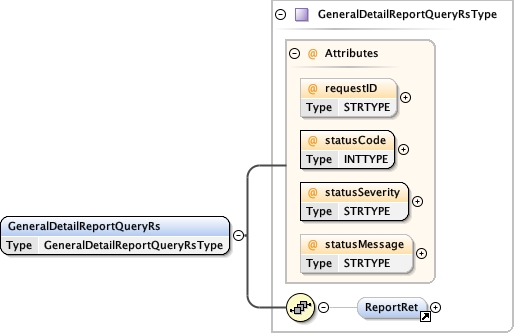 GeneralDetailReportQueryRsType
@ Attributes
@ requestID
Type STRTYPE
@ statusCode
Type INTTYPE
@ statusSeverity
Type STRTYPE
GeneralDetailReportQueryRs
Type GeneralDetailReportQueryRsType
@ statusMessage
Type STRTYPE
ReportRet